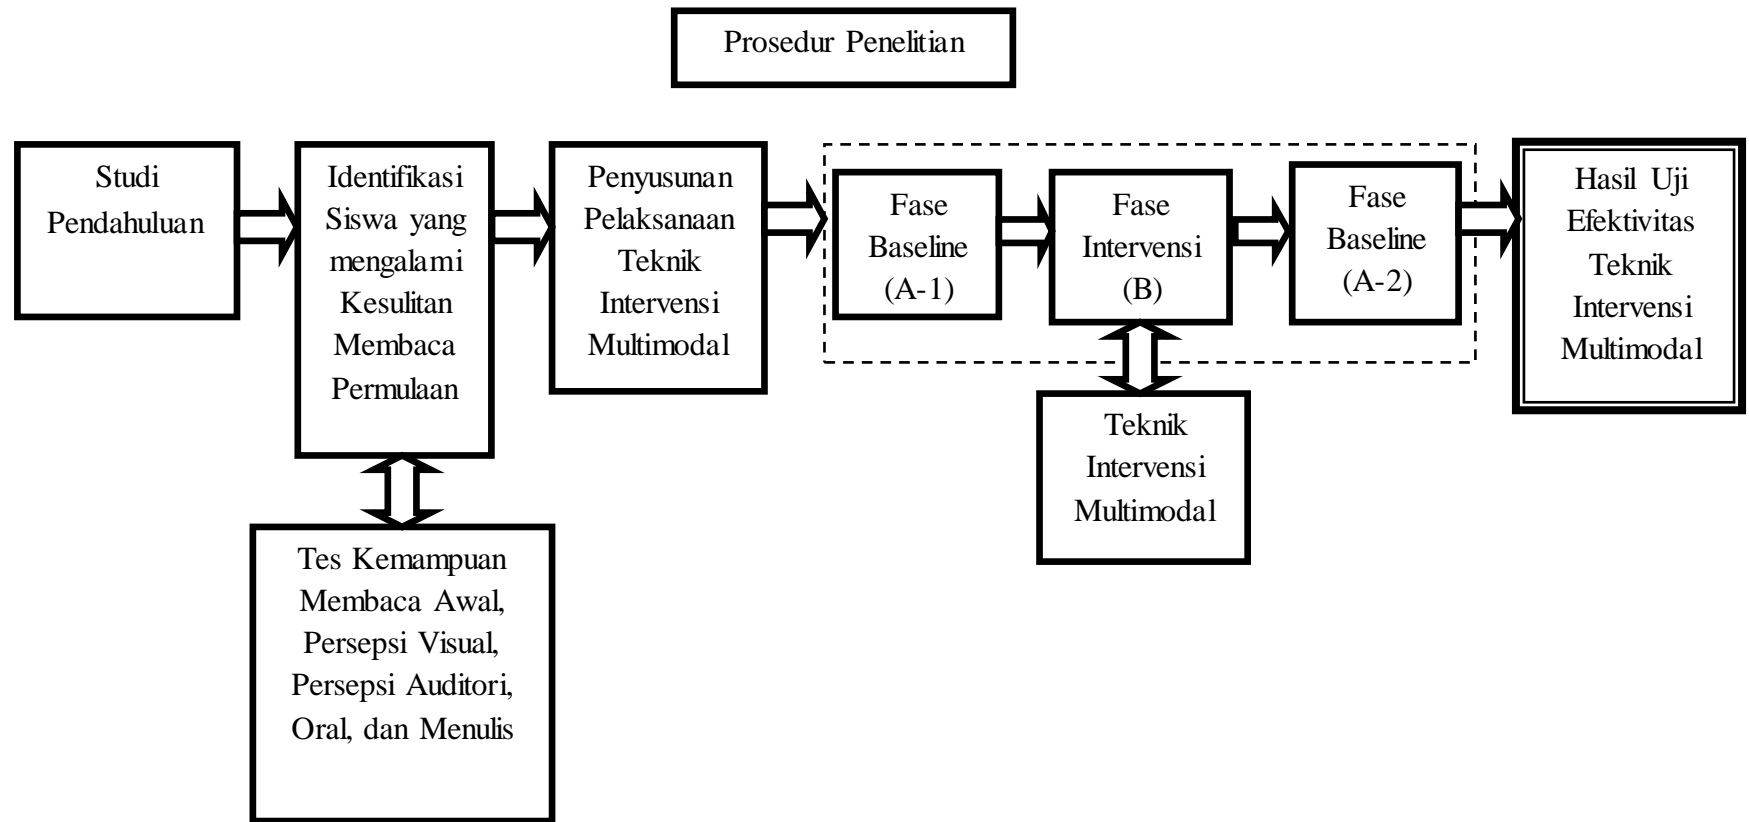 Prosedur Penelitian
Studi
Pendahuluan
Identifikasi
Siswa yang
mengalami
Kesulitan
Membaca
Permulaan
Penyusunan
Pelaksanaan
Teknik
Intervensi
Multimodal
Fase
Baseline
(A-1)
Fase
Intervensi
(B)
Fase
Baseline
(A-2)
Hasil Uji
Efektivitas
Teknik
Intervensi
Multimodal
Teknik
Intervensi
Multimodal
Tes Kemampuan
Membaca Awal,
Persepsi Visual,
Persepsi Auditori,
Oral, dan Menulis